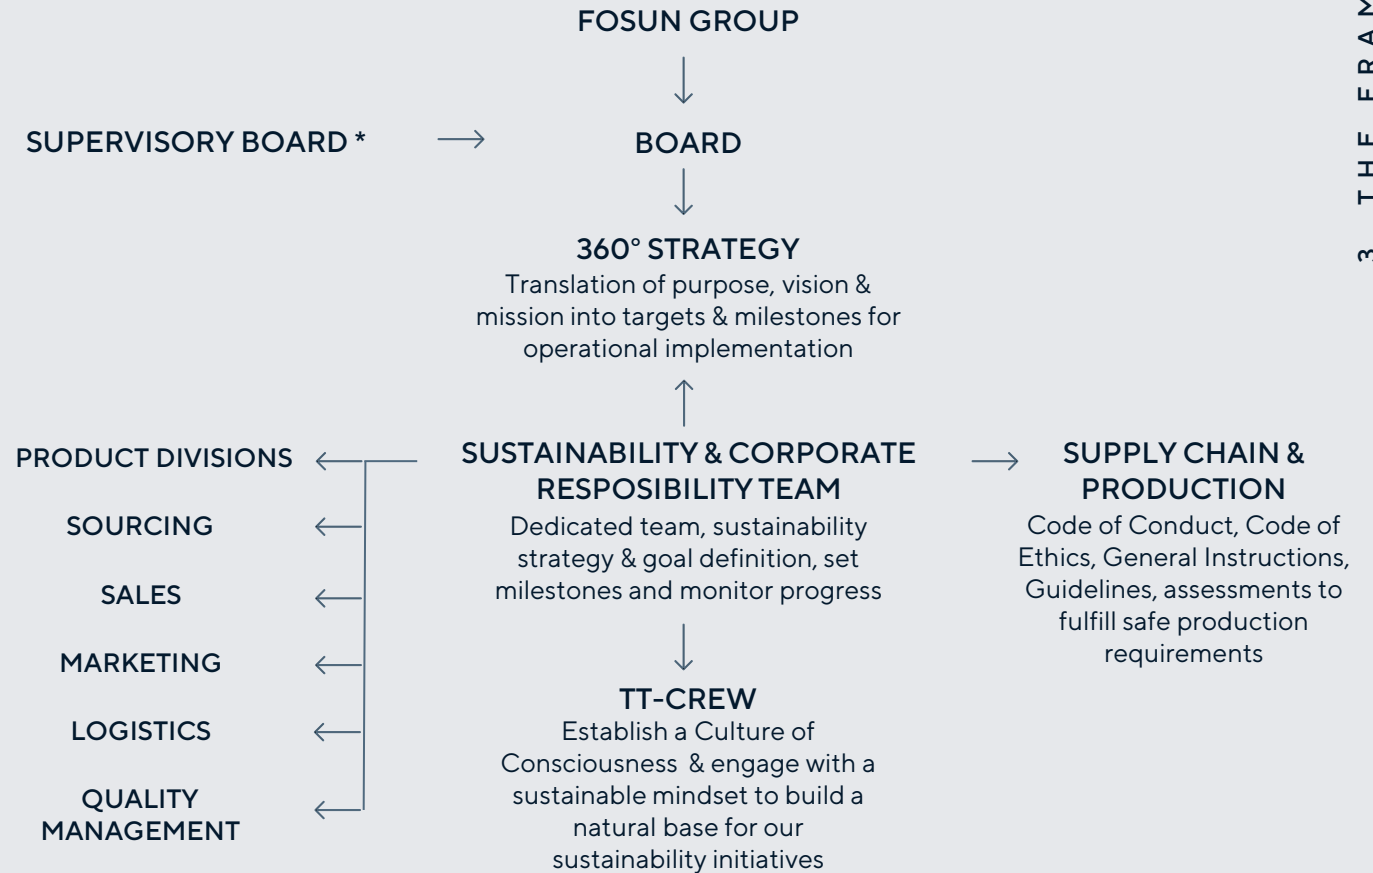 FOSUN GROUP
SUPERVISORY BOARD *
BOARD
360° STRATEGY
Translation of purpose, vision &
mission into targets & milestones for
operational implementation
PRODUCT DIVISIONS
SOURCING
SALES
MARKETING
LOGISTICS
QUALITY
MANAGEMENT
SUSTAINABILITY & CORPORATE
RESPOSIBILITY TEAM
Dedicated team, sustainability
strategy & goal definition, set
milestones and monitor progress
TT-CREW
Establish a Culture of
Consciousness & engage with a
sustainable mindset to build a
natural base for our
sustainability initiatives
SUPPLY CHAIN &
PRODUCTION
Code of Conduct, Code of
Ethics, General Instructions,
Guidelines, assessments to
fulfill safe production
requirements
3 THE